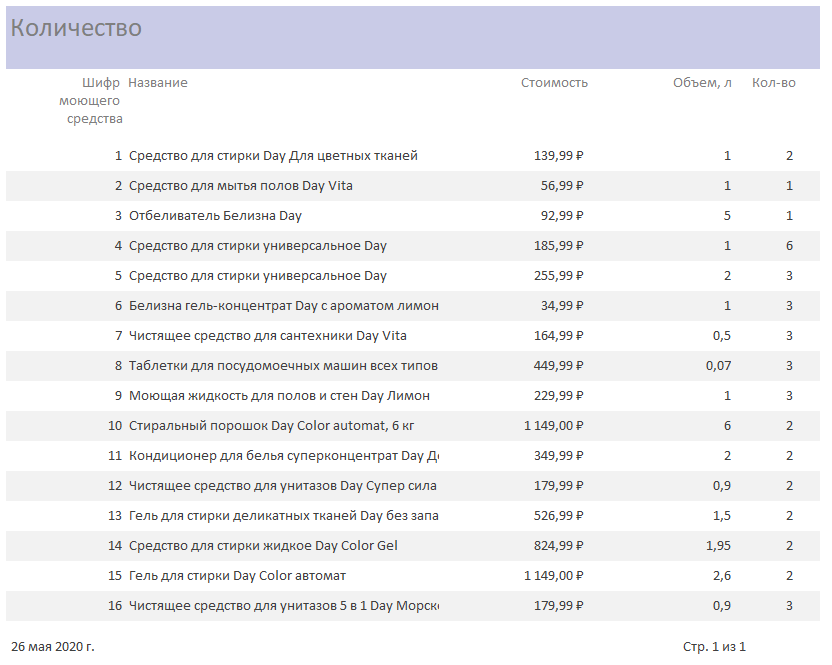 Количество
Шифр моющего средства Название Стоимость Объем, л Кол-во
1 Средство для стирки Day Для цветных тканей 139,99 ₽ 1 2
2 Средство для мытья полов Day Vita 56,99 ₽ 1 1
3 Отбеливатель Белизна Day 92,99 ₽ 5 1
4 Средство для стирки универсальное Day 185,99 ₽ 1 6
5 Средство для стирки универсальное Day 255,99 ₽ 2 3
6 Белизна гель-концентрат Day с ароматом лимон 34,99 ₽ 1 3
7 Чистящее средство для сантехники Day Vita 164,99 ₽ 0,5 3
8 Таблетки для посудомоечных машин всех типов 449,99 ₽ 0,07 3
9 Моющая жидкость для полов и стен Day Лимон 229,99 ₽ 1 3
10 Стиральный порошок Day Color automat, 6 кг 1 149,00 ₽ 6 2
11 Кондиционер для белья суперконцентрат Day 349,99 ₽ 2 2
12 Чистящее средство для унитазов Day Супер сила 179,99 ₽ 0,9 2
13 Гель для стирки деликатных тканей Day без запа 526,99 ₽ 1,5 2
14 Средство для стирки жидкое Day Color Gel 824,99 ₽ 1,95 2
15 Гель для стирки Day Color автомат 1 149,00 ₽ 2,6 2
16 Чистящее средство для унитазов 5 в 1 Day Морск 179,99 ₽ 0,9 3
26 мая 2020 г. Стр. 1 из 1